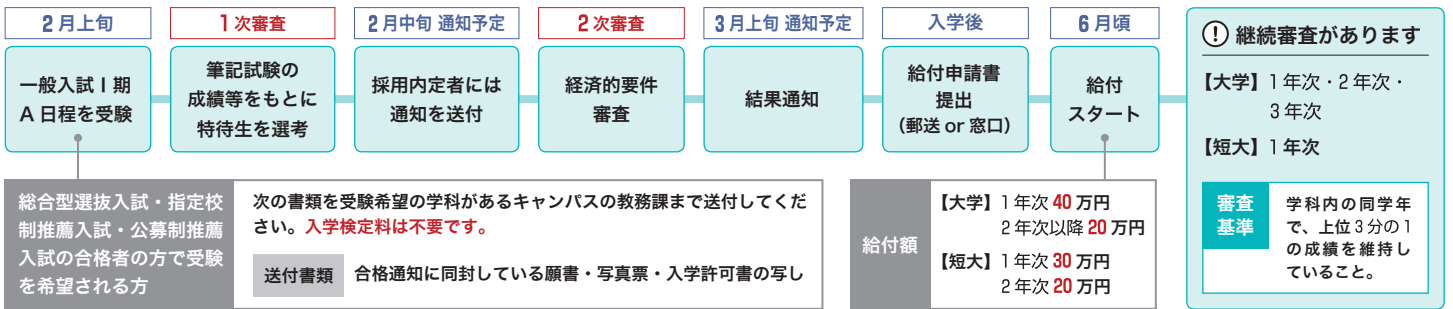 2月上旬
一般入試Ⅰ期
A日程を受験
1次審査
筆記試験の
成績等をもとに
特待生を選考
2月中旬 通知予定
採用内定者には
通知を送付
2次審査
経済的要件
審査
3月上旬 通知予定
結果通知
入学後
給付申請書
提出
（郵送 or 窓口）
6月頃
給付
スタート
総合型選抜入試・指定校
制推薦入試・公募制推薦
入試の合格者の方で受験
を希望される方
次の書類を受験希望の学科があるキャンパスの教務課まで送付してくだ
さい。入学検定料は不要です。
送付書類 合格通知に同封している願書・写真票・入学許可書の写し
給付額
【大学】1年次 40 万円
2年次以降 20 万円
【短大】1年次 30 万円
2年次 20 万円
! 継続審査があります
【大学】1年次・2年次・
3年次
【短大】1年次
審査
基準
学科内の同学年
で、上位3分の1
の成績を維持し
ていること。